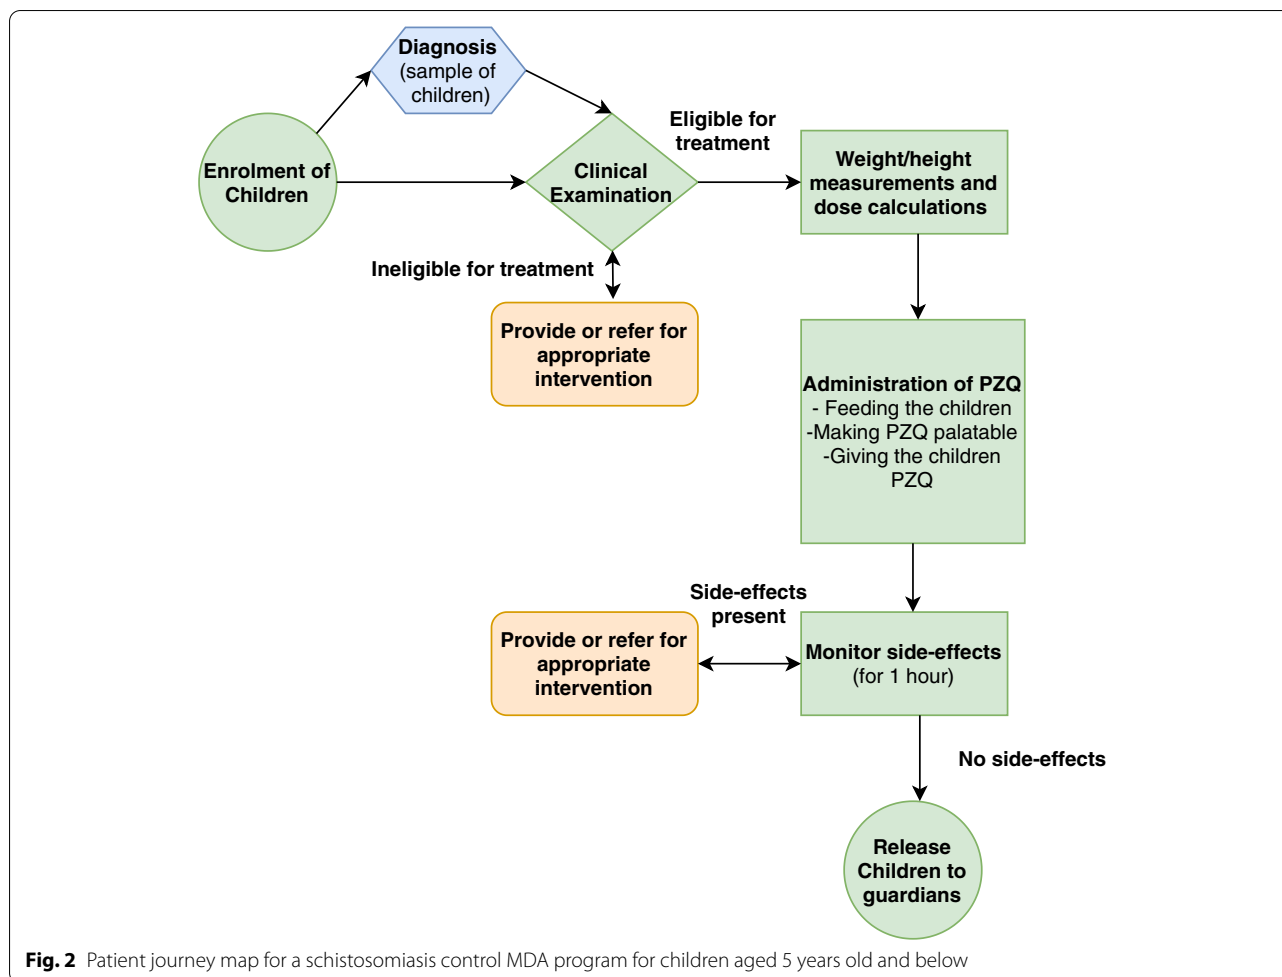 Diagnosis
(sample of
children)
Enrolment of
Children
Clinical
Examination
Eligible for
treatment
Weight/height
measurements and
dose calculations
Ineligible for treatment
Provide or refer for
appropriate
intervention
Administration of PZQ
- Feeding the children
-Making PZQ palatable
-Giving the children
PZQ
Side-effects
present
Provide or refer for
appropriate
intervention
Monitor side-effects
(for 1 hour)
No side-effects
Release
Children to
guardians
Fig. 2 Patient journey map for a schistosomiasis control MDA program for children aged 5 years old and below